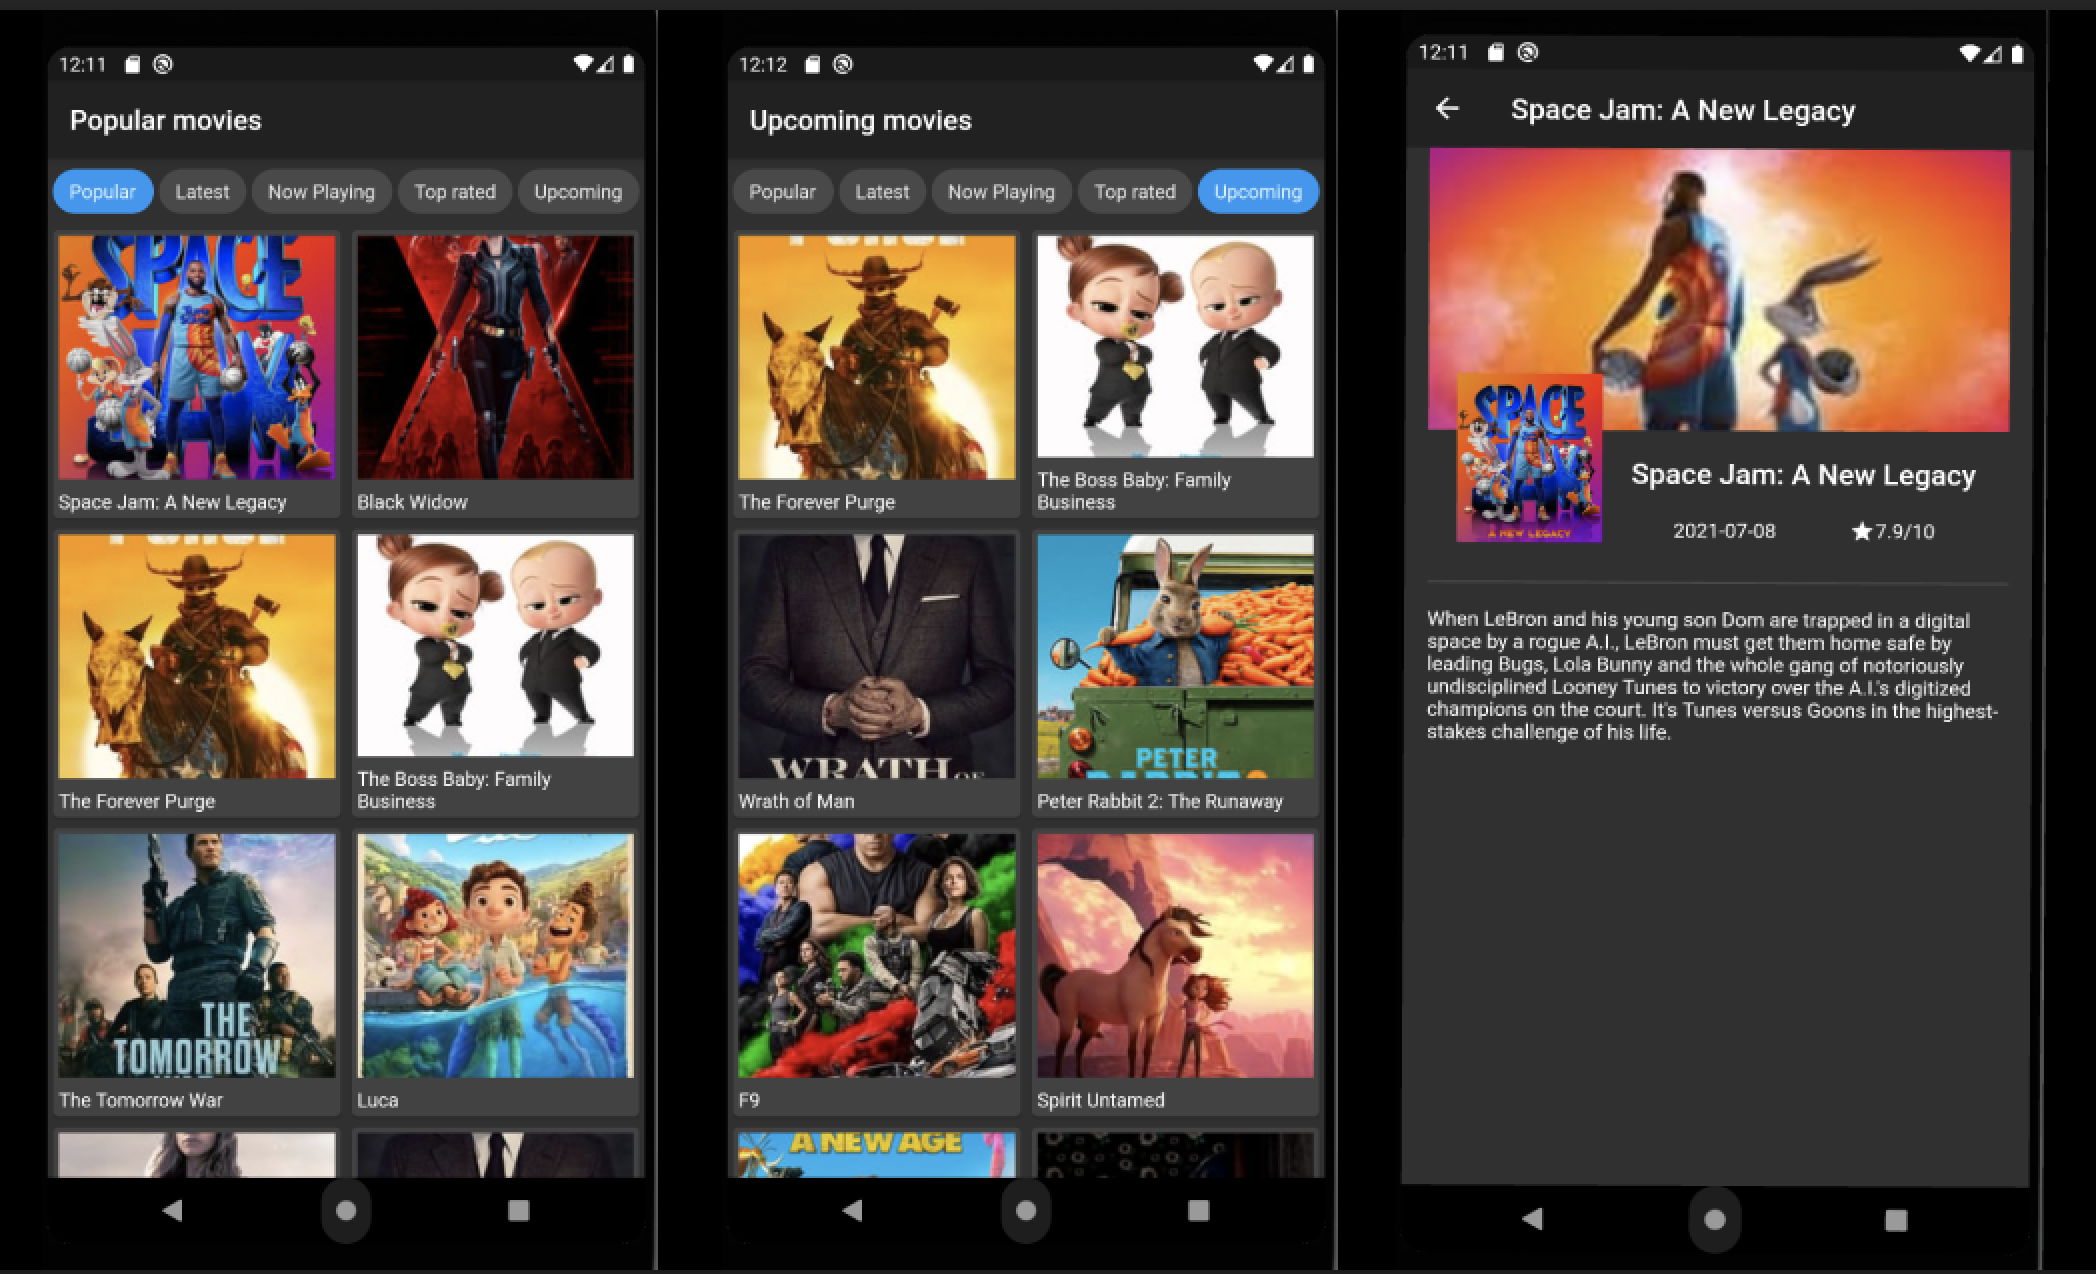 12:11
Popular movies
Popular
Latest
Now Playing
Top rated
Upcoming
SPACE
Space Jam: A New Legacy
Black Widow
The Forever Purge
The Boss Baby: Family
Business
THE
TOMORROW
The Tomorrow War
Luca
12:12
Upcoming movies
Popular
Latest
Now Playing
Top rated
Upcoming
The Forever Purge
The Boss Baby: Family
Business
WRATH OF
Wrath of Man
PETER
RABBIT 2
Peter Rabbit 2: The Runaway
F9
Spirit Untamed
A NEW AGE
12:11
Space Jam: A New Legacy
SPACE
A NEW LEGACY
Space Jam: A New Legacy
2021-07-08
★7.9/10
When LeBron and his young son Dom are trapped in a digital
space by a rogue A.I., LeBron must get them home safe by
leading Bugs, Lola Bunny and the whole gang of notoriously
undisciplined Looney Tunes to victory over the A.I.'s digitized
champions on the court. It's Tunes versus Goons in the highest-
stakes challenge of his life.